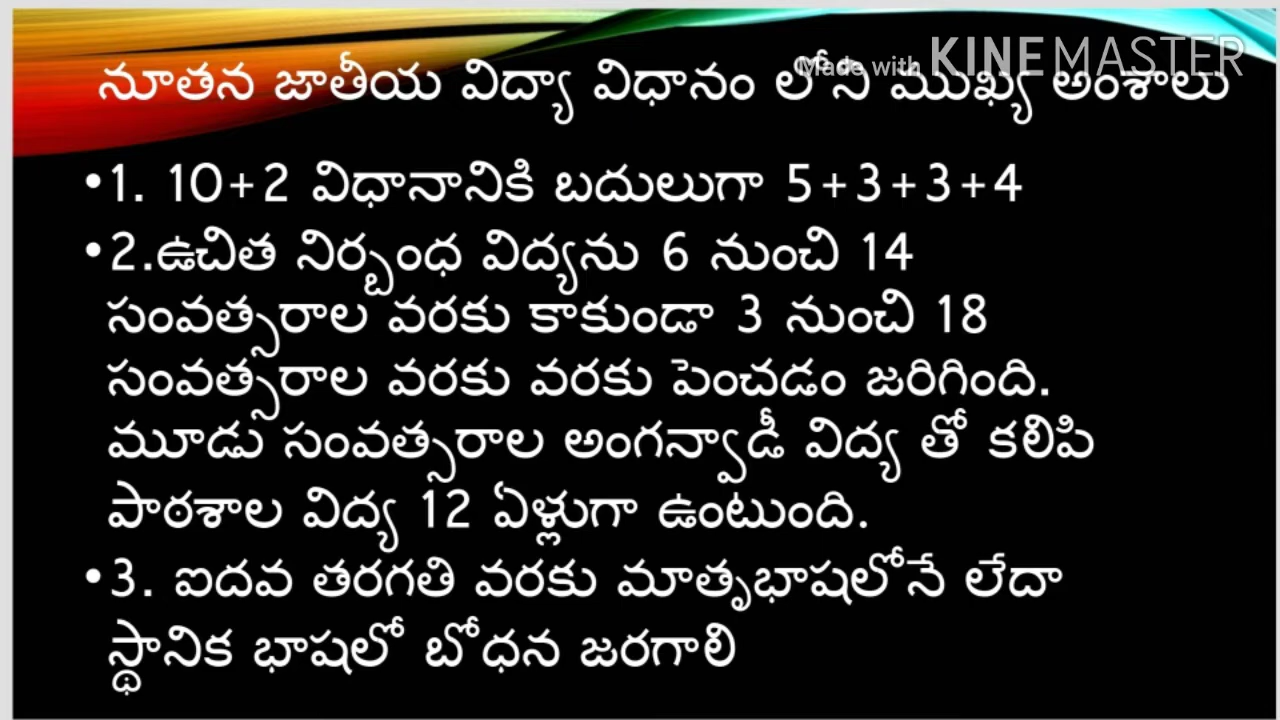 Made with KINEMASTER
నూతన జాతీయ విద్యా విధానం లోని ముఖ్య అంశాలు
•1. 10+2 విధానానికి బదులుగా 5+3+3+4
•2.ఉచిత నిర్బంధ విద్యను 6 నుంచి 14
సంవత్సరాల వరకు కాకుండా 3 నుంచి 18
సంవత్సరాల వరకు వరకు పెంచడం జరిగింది.
మూడు సంవత్సరాల అంగన్వాడీ విద్య తో కలిపి
పాఠశాల విద్య 12 ఏళ్లుగా ఉంటుంది.
•3. ఐదవ తరగతి వరకు మాతృభాషలోనే లేదా
స్థానిక భాషలో బోధన జరగాలి